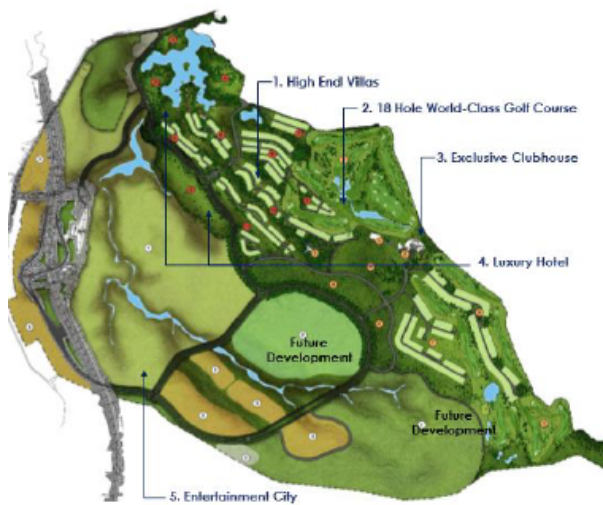 1. High End Villas
2. 18 Hole World-Class Golf Course
3. Exclusive Clubhouse
4. Luxury Hotel
Future
Development
Future
Development
5. Entertainment City